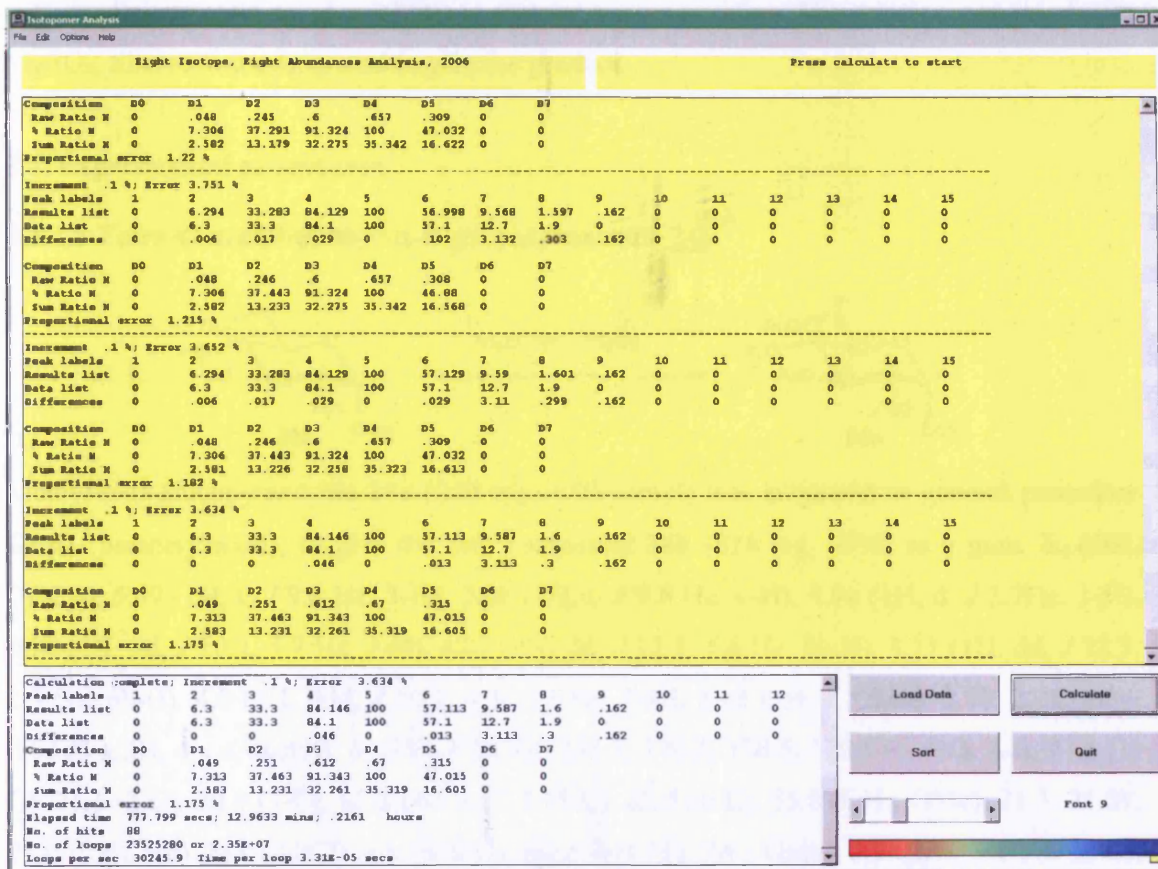 Isotopomer Analysis
File Edit Options Help
Eight Isotope, Eight Abundances Analysis, 2006
Press calculate to start
Composition D0 D1 D2 D3 D4 D5 D6 D7
Raw Ratio N 0 .048 .245 .6 .657 .309 0 0
% Ratio N 0 7.306 37.291 91.324 100 47.032 0 0
Sum Ratio N 0 2.582 13.179 32.275 35.342 16.622 0 0
Proportional error 1.22 %
Increment .1 %; Error 3.751 %
Peak labels 1 2 3 4 5 6 7 8 9 10 11 12 13 14 15
Results list 0 6.294 33.283 84.129 100 56.998 9.568 1.597 .162 0 0 0 0 0 0
Data list 0 6.3 33.3 84.1 100 57.1 12.7 1.9 0 0 0 0 0 0 0
Differences 0 .006 .017 .029 0 .102 3.132 .303 .162 0 0 0 0 0 0
Composition D0 D1 D2 D3 D4 D5 D6 D7
Raw Ratio N 0 .048 .246 .6 .657 .308 0 0
% Ratio N 0 7.306 37.443 91.324 100 46.88 0 0
Sum Ratio N 0 2.582 13.233 32.275 35.342 16.568 0 0
Proportional error 1.215 %
Increment .1 %; Error 3.652 %
Peak labels 1 2 3 4 5 6 7 8 9 10 11 12 13 14 15
Results list 0 6.294 33.283 84.129 100 57.129 9.59 1.601 .162 0 0 0 0 0 0
Data list 0 6.3 33.3 84.1 100 57.1 12.7 1.9 0 0 0 0 0 0 0
Differences 0 .006 .017 .029 0 .029 3.11 .299 .162 0 0 0 0 0 0
Composition D0 D1 D2 D3 D4 D5 D6 D7
Raw Ratio N 0 .048 .246 .6 .657 .309 0 0
% Ratio N 0 7.306 37.443 91.324 100 47.032 0 0
Sum Ratio N 0 2.581 13.226 32.258 35.323 16.613 0 0
Proportional error 1.182 %
Increment .1 %; Error 3.634 %
Peak labels 1 2 3 4 5 6 7 8 9 10 11 12 13 14 15
Results list 0 6.3 33.3 84.146 100 57.113 9.587 1.6 .162 0 0 0 0 0 0
Data list 0 6.3 33.3 84.1 100 57.1 12.7 1.9 0 0 0 0 0 0 0
Differences 0 0 0 .046 0 .013 3.113 .3 .162 0 0 0 0 0 0
Composition D0 D1 D2 D3 D4 D5 D6 D7
Raw Ratio N 0 .049 .251 .612 .67 .315 0 0
% Ratio N 0 7.313 37.463 91.343 100 47.015 0 0
Sum Ratio N 0 2.583 13.231 32.261 35.319 16.605 0 0
Proportional error 1.175 %
Calculation complete; Increment .1 %; Error 3.634 %
Peak labels 1 2 3 4 5 6 7 8 9 10 11 12
Results list 0 6.3 33.3 84.146 100 57.113 9.587 1.6 .162 0 0 0
Data list 0 6.3 33.3 84.1 100 57.1 12.7 1.9 0 0 0 0
Differences 0 0 0 .046 0 .013 3.113 .3 .162 0 0 0
Composition D0 D1 D2 D3 D4 D5 D6 D7
Raw Ratio N 0 .049 .251 .612 .67 .315 0 0
% Ratio N 0 7.313 37.463 91.343 100 47.015 0 0
Sum Ratio N 0 2.583 13.231 32.261 35.319 16.605 0 0
Proportional error 1.175 %
Elapsed time 777.799 secs; 12.9633 mins; .2161 hours
No. of hits 88
No. of loops 23525280 or 2.35E+07
Loops per sec 30245.9 Time per loop 3.31E-05 secs
Load Data
Calculate
Sort
Quit
Font 9